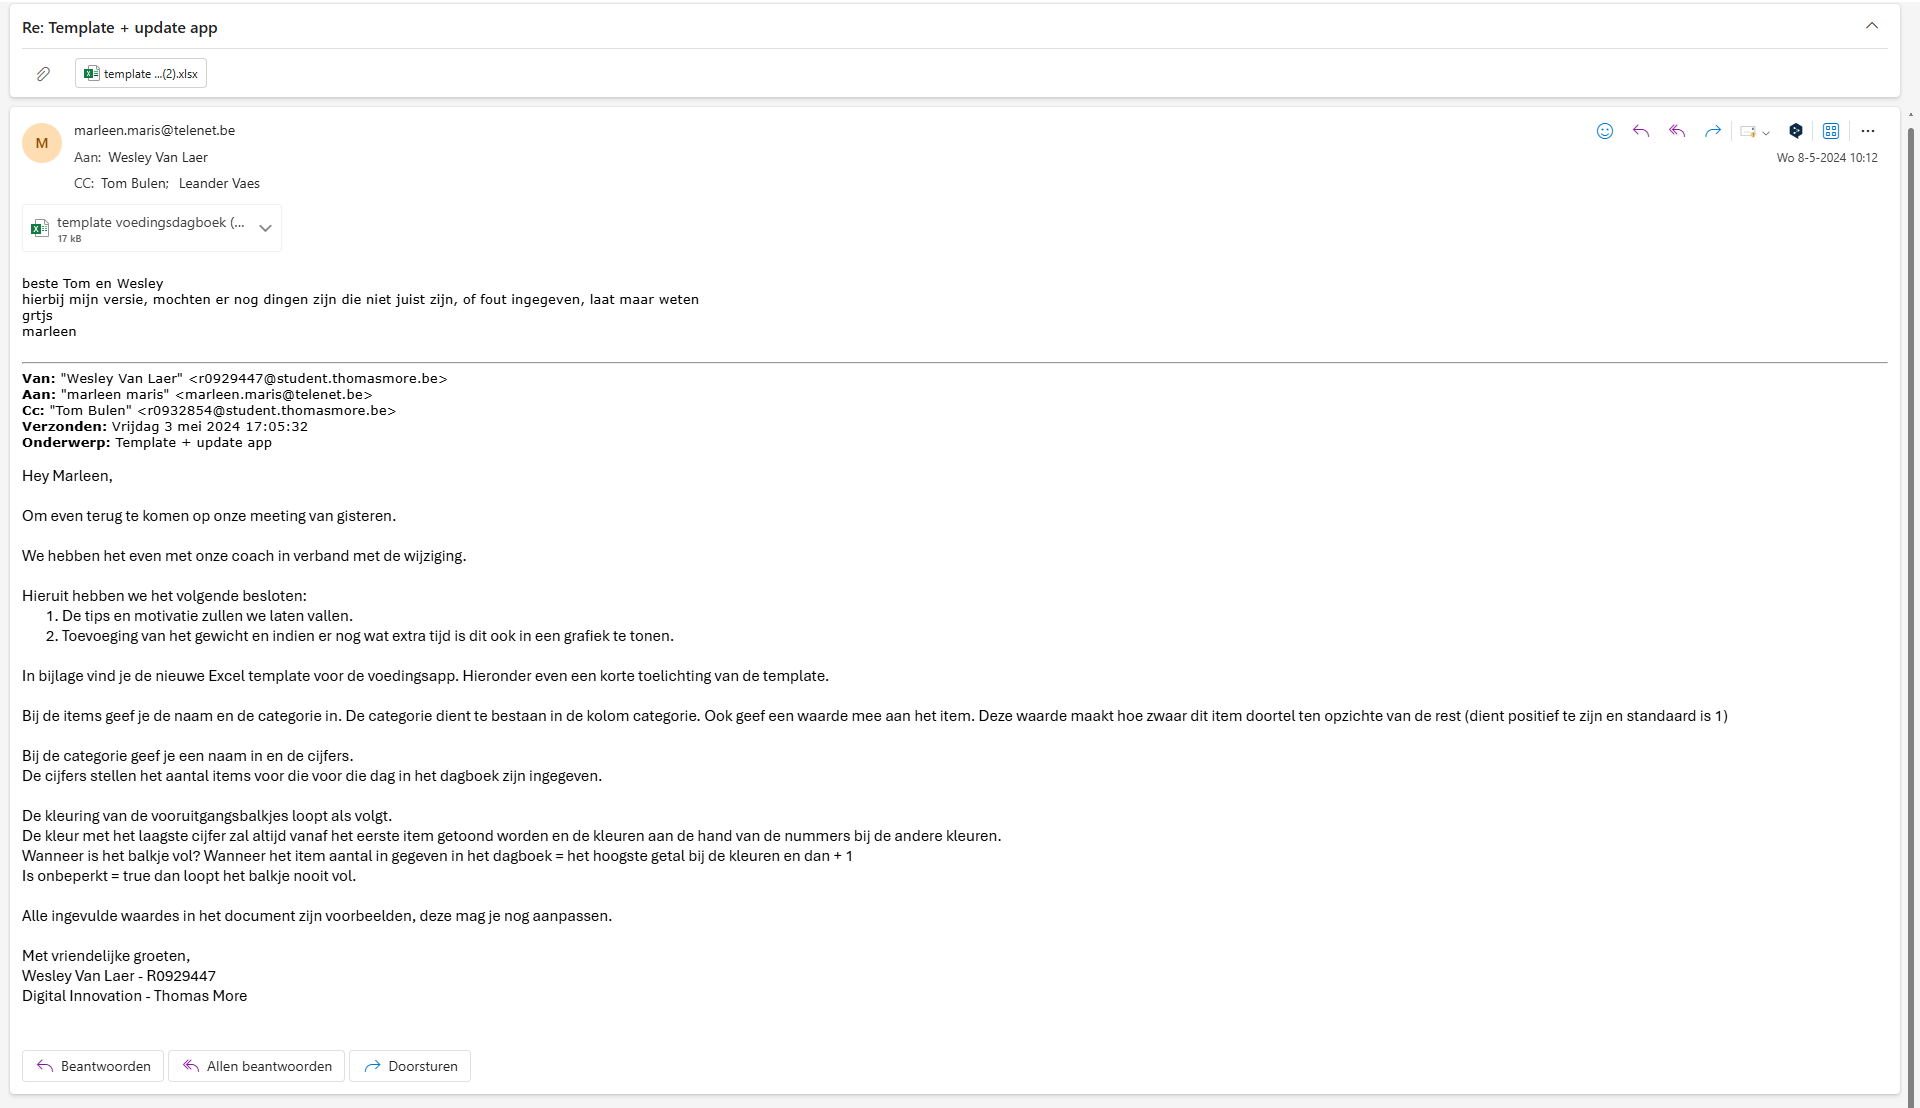 Re: Template + update app
template ...(2).xlsx
M
marleen.maris@telenet.be
Aan: Wesley Van Laer
CC: Tom Bulen; Leander Vaes
Wo 8-5-2024 10:12
template voedingsdagboek (...
17 kB
beste Tom en Wesley
hierbij mijn versie, mochten er nog dingen zijn die niet juist zijn, of fout ingegeven, laat maar weten
grtjs
marleen
Van: "Wesley Van Laer" <r0929447@student.thomasmore.be>
Aan: "marleen maris" <marleen.maris@telenet.be>
Cc: "Tom Bulen" <r0932854@student.thomasmore.be>
Verzonden: Vrijdag 3 mei 2024 17:05:32
Onderwerp: Template + update app
Hey Marleen,
Om even terug te komen op onze meeting van gisteren.
We hebben het even met onze coach in verband met de wijziging.
Hieruit hebben we het volgende besloten:
1. De tips en motivatie zullen we laten vallen.
2. Toevoeging van het gewicht en indien er nog wat extra tijd is dit ook in een grafiek te tonen.
In bijlage vind je de nieuwe Excel template voor de voedingsapp. Hieronder even een korte toelichting van de template.
Bij de items geef je de naam en de categorie in. De categorie dient te bestaan in de kolom categorie. Ook geef een waarde mee aan het item. Deze waarde maakt hoe zwaar dit item doortel ten opzichte van de rest (dient positief te zijn en standaard is 1)
Bij de categorie geef je een naam in en de cijfers.
De cijfers stellen het aantal items voor die voor die dag in het dagboek zijn ingegeven.
De kleuring van de vooruitgangsbalkjes loopt als volgt.
De kleur met het laagste cijfer zal altijd vanaf het eerste item getoond worden en de kleuren aan de hand van de nummers bij de andere kleuren.
Wanneer is het balkje vol? Wanneer het item aantal in gegeven in het dagboek = het hoogste getal bij de kleuren en dan + 1
Is onbeperkt = true dan loopt het balkje nooit vol.
Alle ingevulde waardes in het document zijn voorbeelden, deze mag je nog aanpassen.
Met vriendelijke groeten,
Wesley Van Laer - R0929447
Digital Innovation - Thomas More
Beantwoorden
Allen beantwoorden
Doorsturen